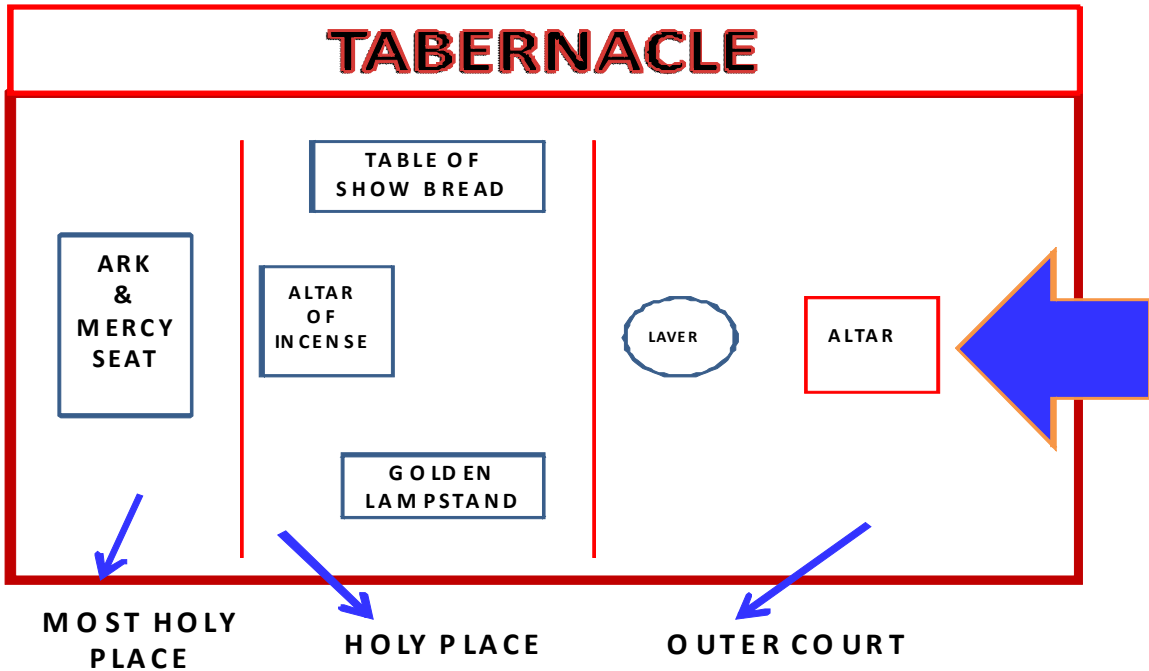 TABERNACLE
TABLE OF
SHOW BREAD
ARK
&
MERCY
SEAT
ALTAR
OF
INCENSE
LAVER
ALTAR
GOLDEN
LAMPSTAND
MOST HOLY
PLACE
HOLY PLACE
OUTER COURT